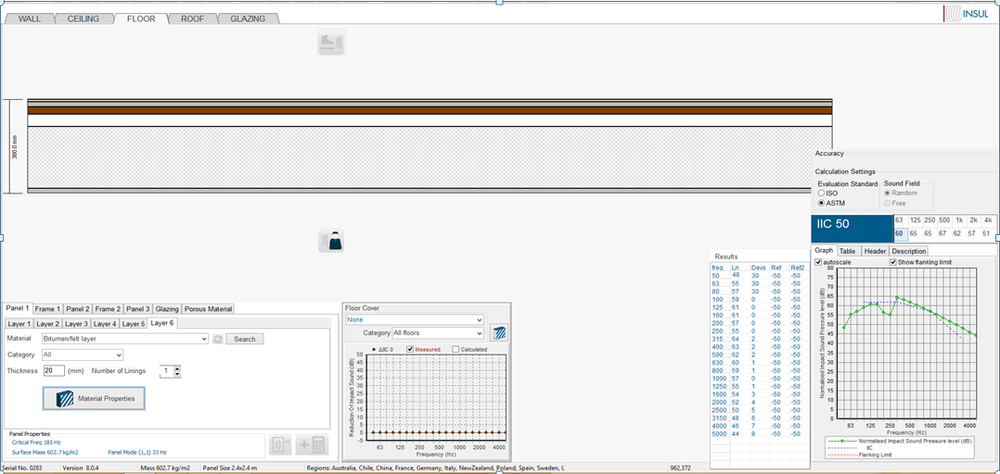 WALL CEILING FLOOR ROOF GLAZING
INSUL
360.0 mm
Accuracy
Calculation Settings
Evaluation Standard Sound Field
ISO Random
ASTM Free
IIC 50
63 125 250 500 1k 2k 4k
60 65 65 67 62 57 51
Graph Table Header Description
autoscale Show flanking limit
Normalised Impact Sound Pressure level (dB)
80
75
70
65
60
55
50
45
40
35
30
25
20
15
10
5
0
63 125 250 500 1000 2000 4000
Frequency (Hz)
Normalised Impact Sound Pressure level (dB)
IIC
Flanking Limit
Results
freq Ln Devs Ref Ref2
50 48 30 -50 -50
63 55 30 -50 -50
80 57 30 -50 -50
100 59 0 -50 -50
125 61 0 -50 -50
160 61 0 -50 -50
200 57 0 -50 -50
250 55 0 -50 -50
315 64 2 -50 -50
400 63 2 -50 -50
500 62 2 -50 -50
630 60 1 -50 -50
800 59 1 -50 -50
1000 57 0 -50 -50
1250 55 1 -50 -50
1600 54 3 -50 -50
2000 52 4 -50 -50
2500 50 5 -50 -50
3150 48 6 -50 -50
4000 46 7 -50 -50
5000 44 8 -50 -50
Panel 1 Frame 1 Panel 2 Frame 2 Panel 3 Glazing Porous Material
Layer 1 Layer 2 Layer 3 Layer 4 Layer 5 Layer 6
Material Bitumen/felt layer Search
Category All
Thickness 20 (mm) Number of Linings 1
Material Properties
Panel Properties
Critical Freq 185 Hz
Surface Mass 602.7 kg/m2 Panel Mode (1,1) 33 Hz
Floor Cover
None
Category All floors
ΔIIC 0 Measured Calculated
Reduction Of Impact Sound (dB)
50
45
40
35
30
25
20
15
10
5
0
-5
63 125 250 500 1000 2000 4000
Frequency (Hz)
Serial No. 0283 Version 8.0.4 Mass 602.7 kg/m2 Panel Size 2.4x2.4 m Regions: Australia, Chile, China, France, Germany, Italy, NewZealand, Poland, Spain, Sweden, U 962,372